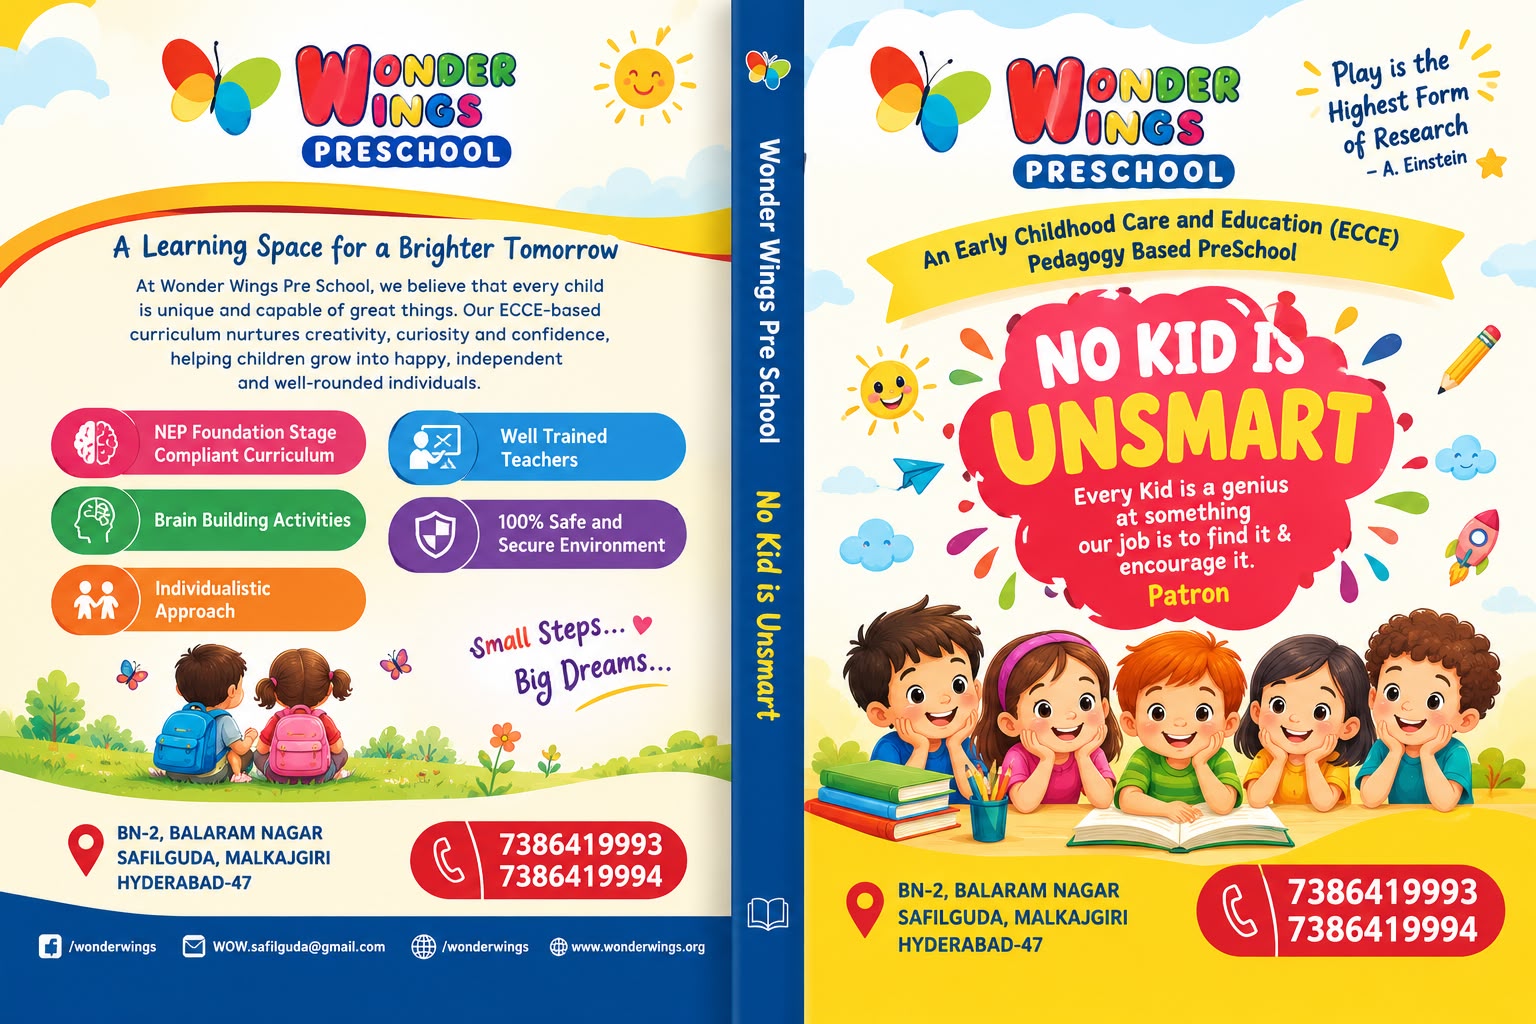 WONDER
WINGS
PRESCHOOL
A Learning Space for a Brighter Tomorrow
At Wonder Wings Pre School, we believe that every child
is unique and capable of great things. Our ECCE-based
curriculum nurtures creativity, curiosity and confidence,
helping children grow into happy, independent
and well-rounded individuals.
NEP Foundation Stage
Compliant Curriculum
Brain Building Activities
Individualistic
Approach
Well Trained
Teachers
100% Safe and
Secure Environment
Small Steps...
Big Dreams...
BN-2, BALARAM NAGAR
SAFILGUDA, MALKAJGIRI
HYDERABAD-47
7386419993
7386419994
/wonderwings
WOW.safilguda@gmail.com
/wonderwings
www.wonderwings.org
Wonder Wings Pre School
No Kid is Unsmart
WONDER
WINGS
PRESCHOOL
Play is the
Highest Form
of Research
– A. Einstein
An Early Childhood Care and Education (ECCE)
Pedagogy Based PreSchool
NO KID IS
UNSMART
Every Kid is a genius
at something
our job is to find it &
encourage it.
Patron
BN-2, BALARAM NAGAR
SAFILGUDA, MALKAJGIRI
HYDERABAD-47
7386419993
7386419994